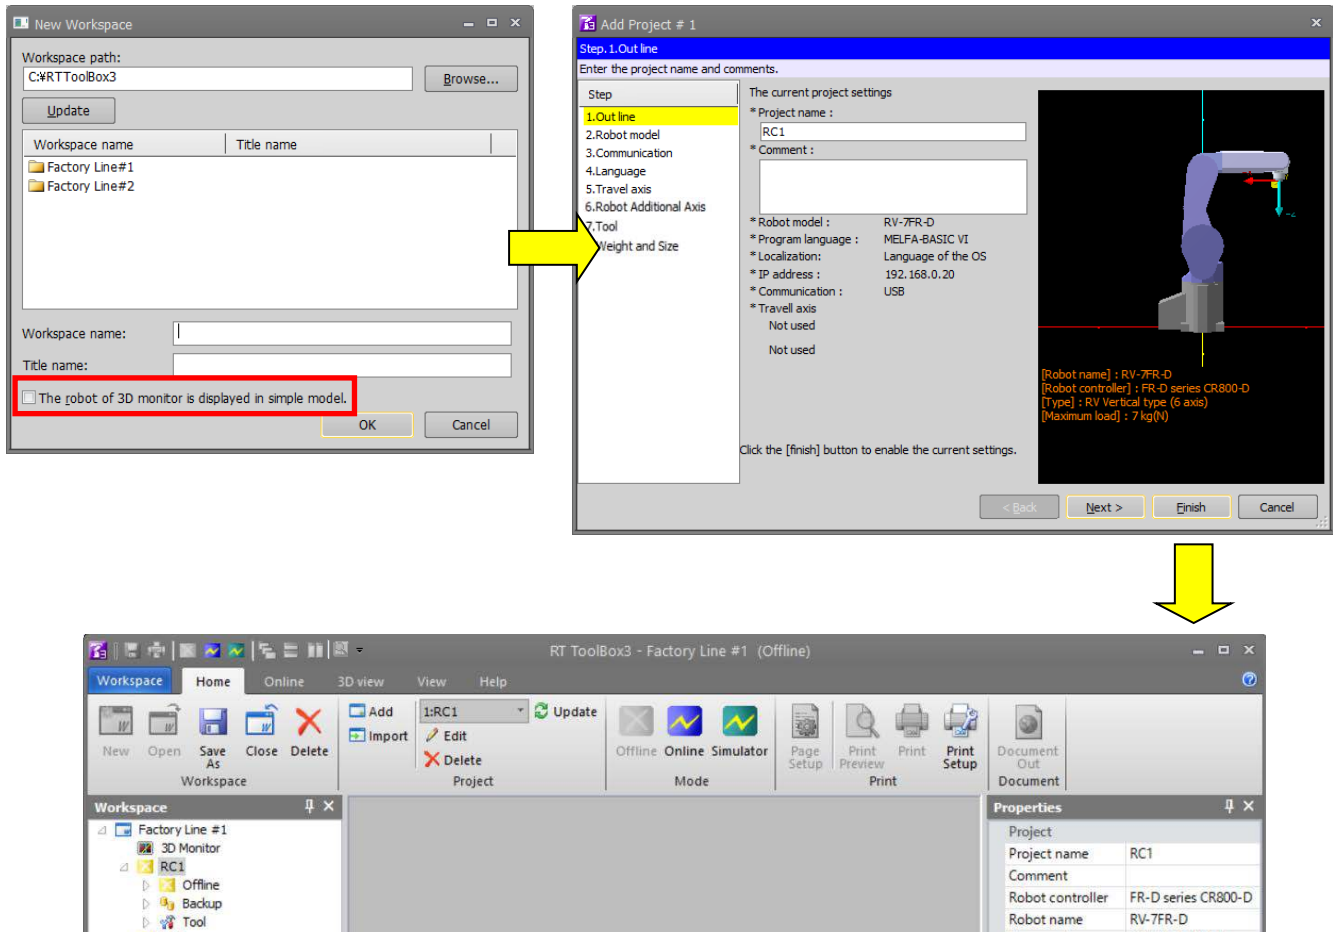 New Workspace
Workspace path:
C:¥RTToolBox3
Browse...
Update
Workspace name Title name
Factory Line#1
Factory Line#2
Workspace name:
Title name:
The robot of 3D monitor is displayed in simple model.
OK Cancel
Add Project # 1
Step. 1.Out line
Enter the project name and comments.
Step
1.Out line
2.Robot model
3.Communication
4.Language
5.Travel axis
6.Robot Additional Axis
7.Tool
Weight and Size
The current project settings
* Project name :
RC1
* Comment :
* Robot model : RV-7FR-D
* Program language : MELFA-BASIC VI
* Localization: Language of the OS
* IP address : 192.168.0.20
* Communication : USB
* Travell axis
Not used
Not used
Click the [finish] button to enable the current settings.
[Robot name] : RV-7FR-D
[Robot controller] : FR-D series CR800-D
[Type] : RV Vertical type (6 axis)
[Maximum load] : 7 kg(N)
< Back Next > Finish Cancel
RT ToolBox3 - Factory Line #1 (Offline)
Workspace Home Online 3D view View Help
New Open Save As Close Delete
Workspace
Add
Import
1:RC1
Update
Edit
Delete
Project
Offline Online Simulator
Mode
Page Setup
Print Preview Print Print Setup
Print
Document Out
Document
Workspace
Factory Line #1
3D Monitor
RC1
Offline
Backup
Tool
Properties
Project
Project name RC1
Comment
Robot controller FR-D series CR800-D
Robot name RV-7FR-D